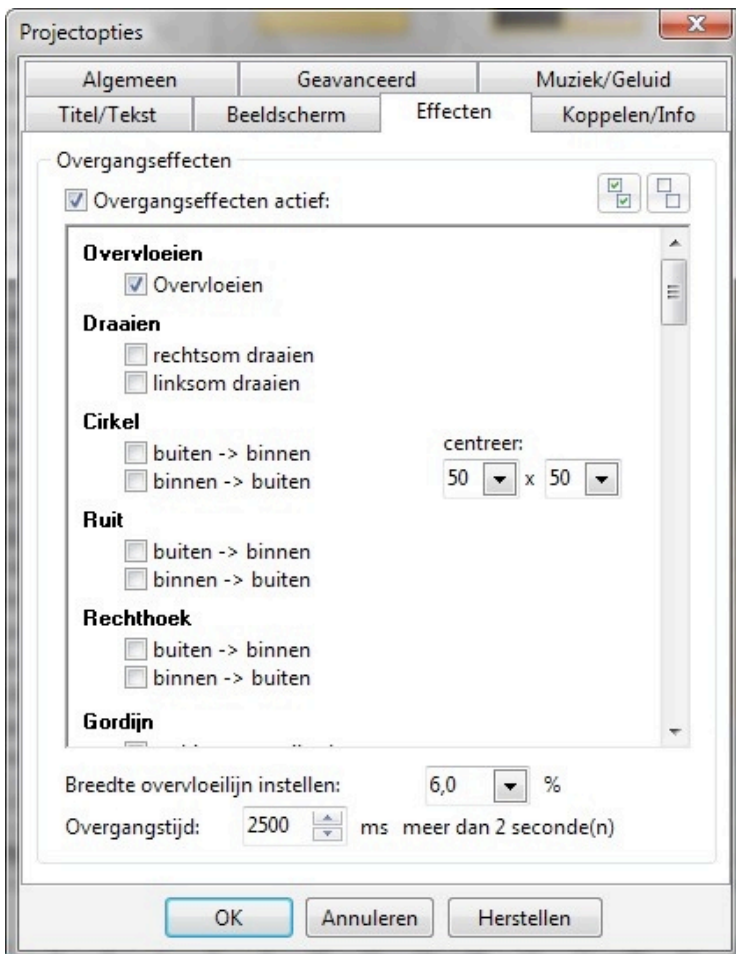 Projectopties
Algemeen Geavanceerd Muziek/Geluid
Titel/Tekst Beeldscherm Effecten Koppelen/Info
Overgangseffecten
Overgangseffecten actief:
Overvloeien
Overvloeien
Draaien
rechtsom draaien
linksom draaien
Cirkel
centreer:
buiten -> binnen
50 x 50
binnen -> buiten
Ruit
buiten -> binnen
binnen -> buiten
Rechthoek
buiten -> binnen
binnen -> buiten
Gordijn
Breedte overvloeilijn instellen: 6,0 %
Overgangstijd: 2500 ms meer dan 2 seconde(n)
OK Annuleren Herstellen